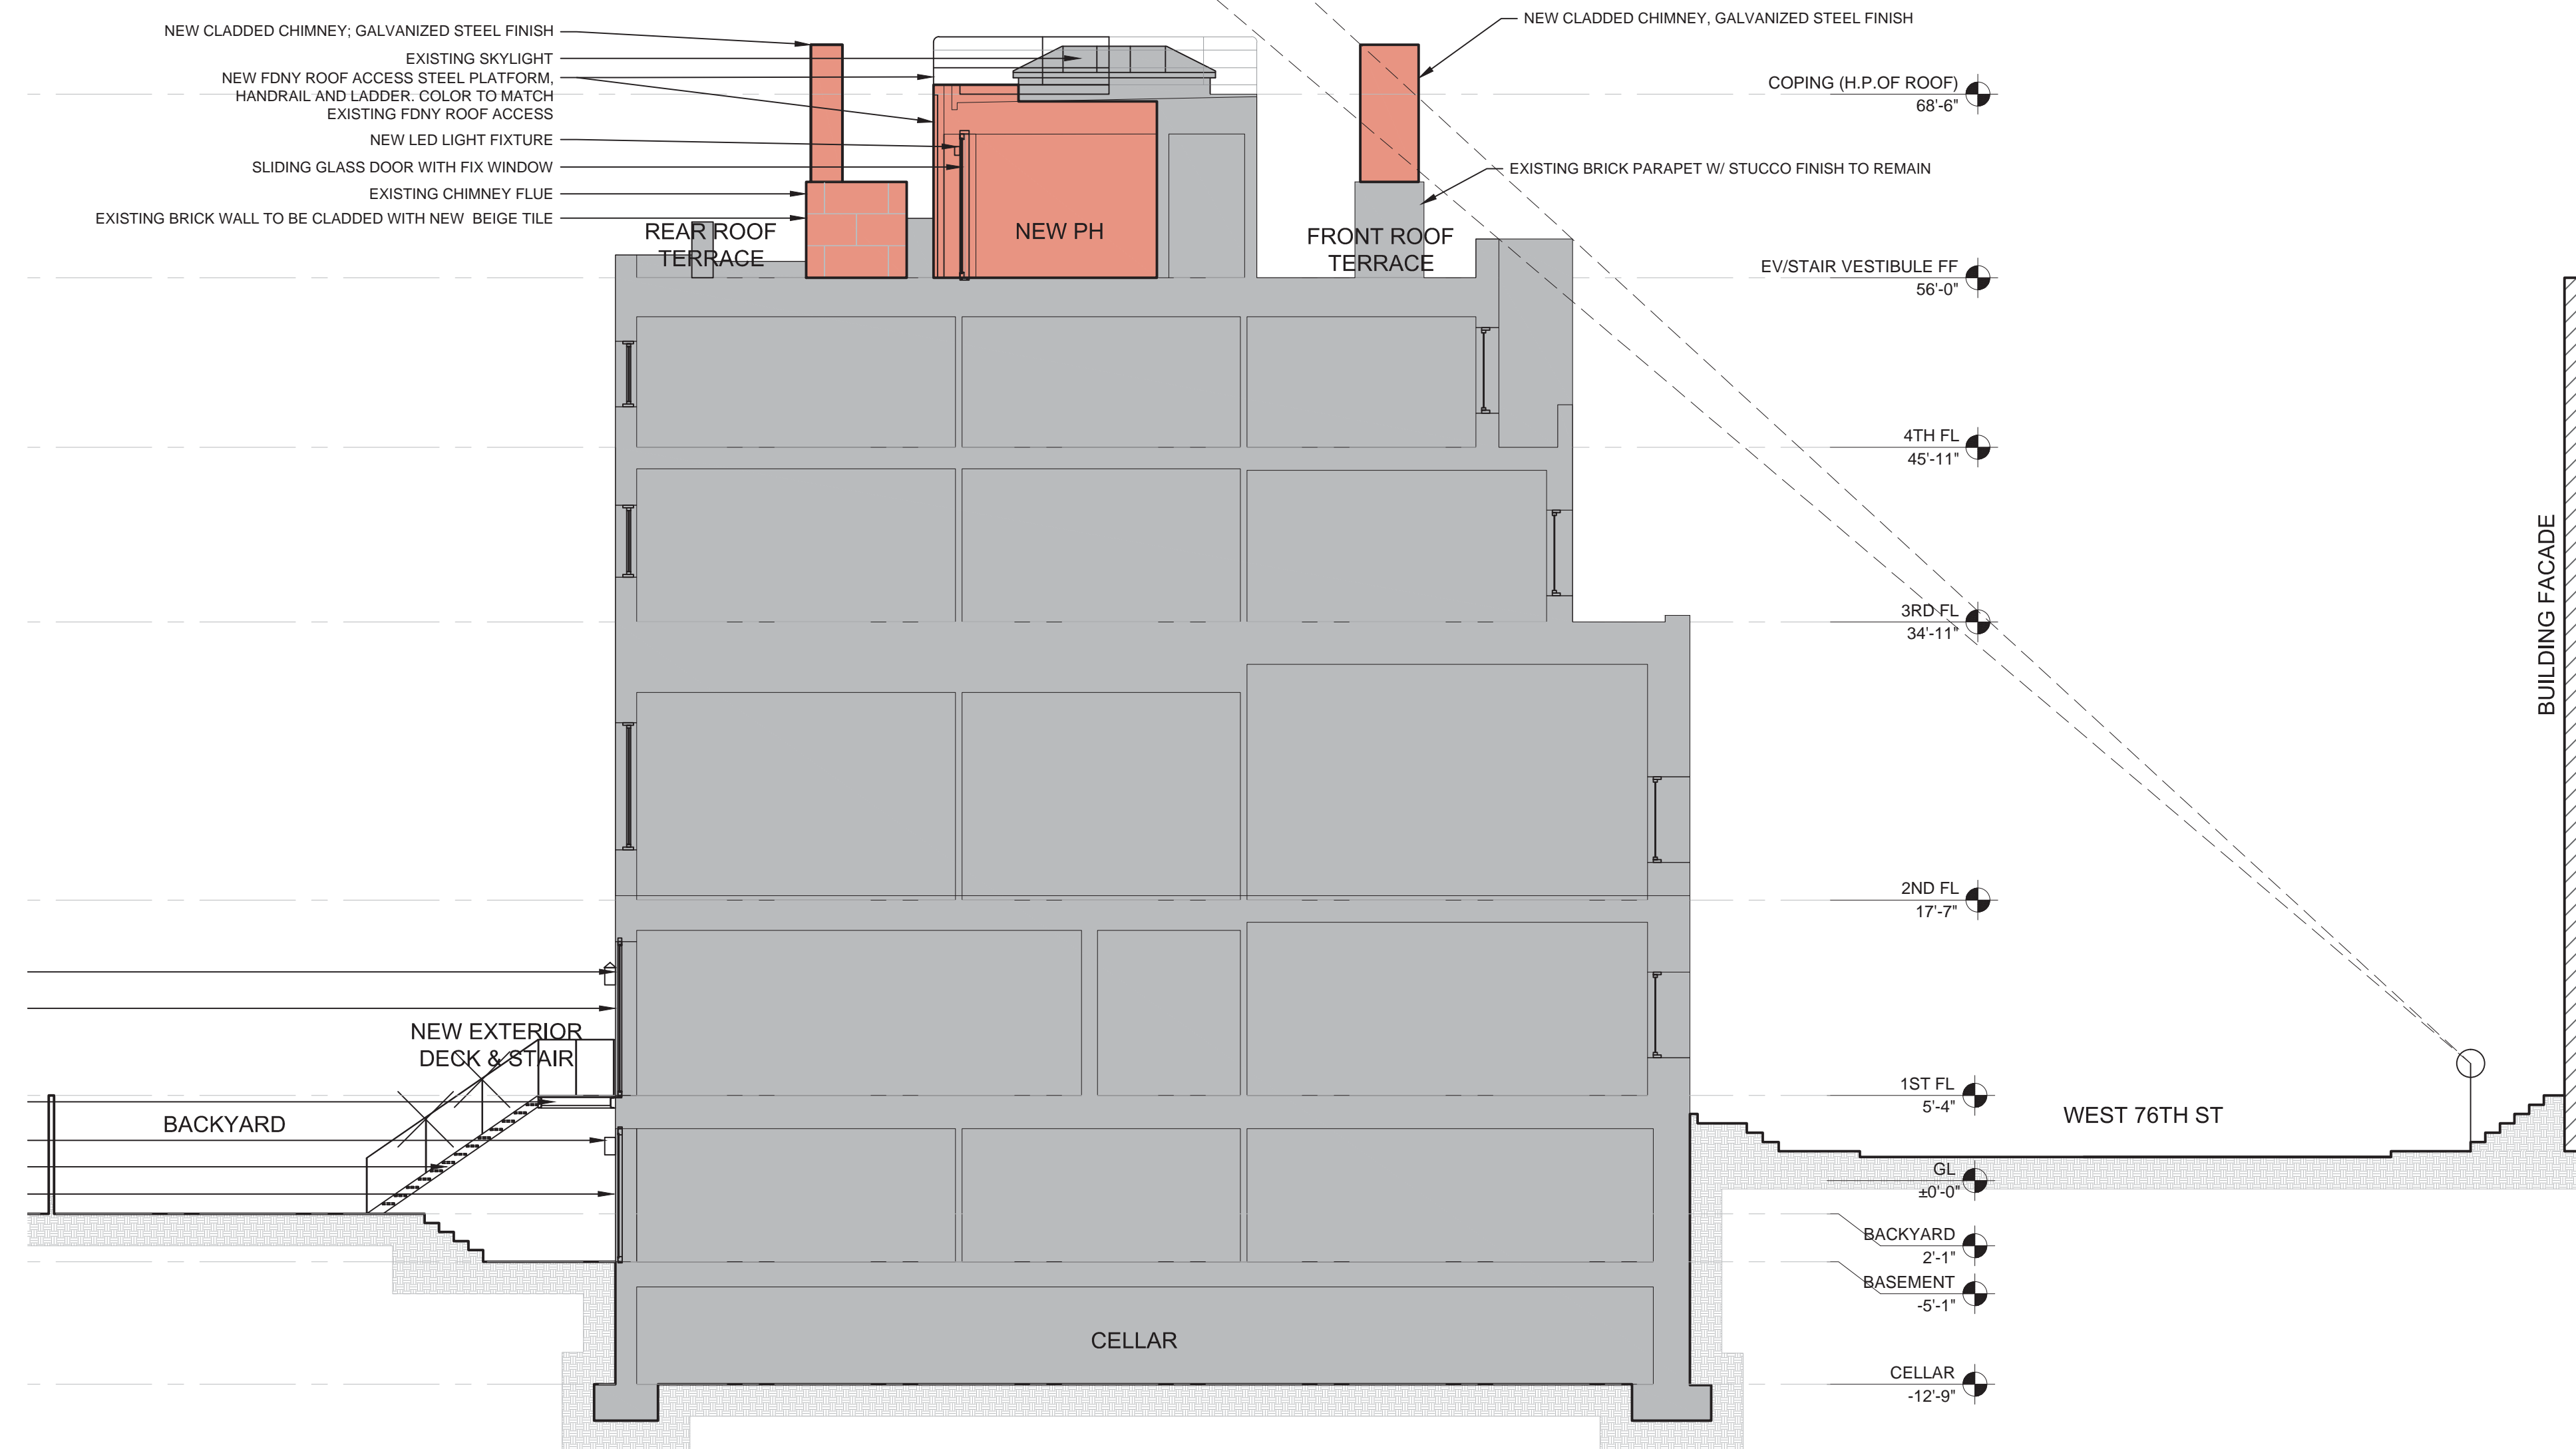 NEW CLADDED CHIMNEY; GALVANIZED STEEL FINISH
EXISTING SKYLIGHT
NEW FDNY ROOF ACCESS STEEL PLATFORM,
HANDRAIL AND LADDER. COLOR TO MATCH
EXISTING FDNY ROOF ACCESS
NEW LED LIGHT FIXTURE
SLIDING GLASS DOOR WITH FIX WINDOW
EXISTING CHIMNEY FLUE
EXISTING BRICK WALL TO BE CLADDED WITH NEW BEIGE TILE
REAR ROOF
TERRACE
NEW PH
FRONT ROOF
TERRACE
NEW CLADDED CHIMNEY, GALVANIZED STEEL FINISH
EXISTING BRICK PARAPET W/ STUCCO FINISH TO REMAIN
COPING (H.P.OF ROOF)
68'-6"
EV/STAIR VESTIBULE FF
56'-0"
4TH FL
45'-11"
3RD FL
34'-11"
2ND FL
17'-7"
1ST FL
5'-4"
GL
±0'-0"
BACKYARD
2'-1"
BASEMENT
-5'-1"
CELLAR
-12'-9"
BUILDING FACADE
WEST 76TH ST
NEW EXTERIOR
DECK & STAIR
BACKYARD
CELLAR